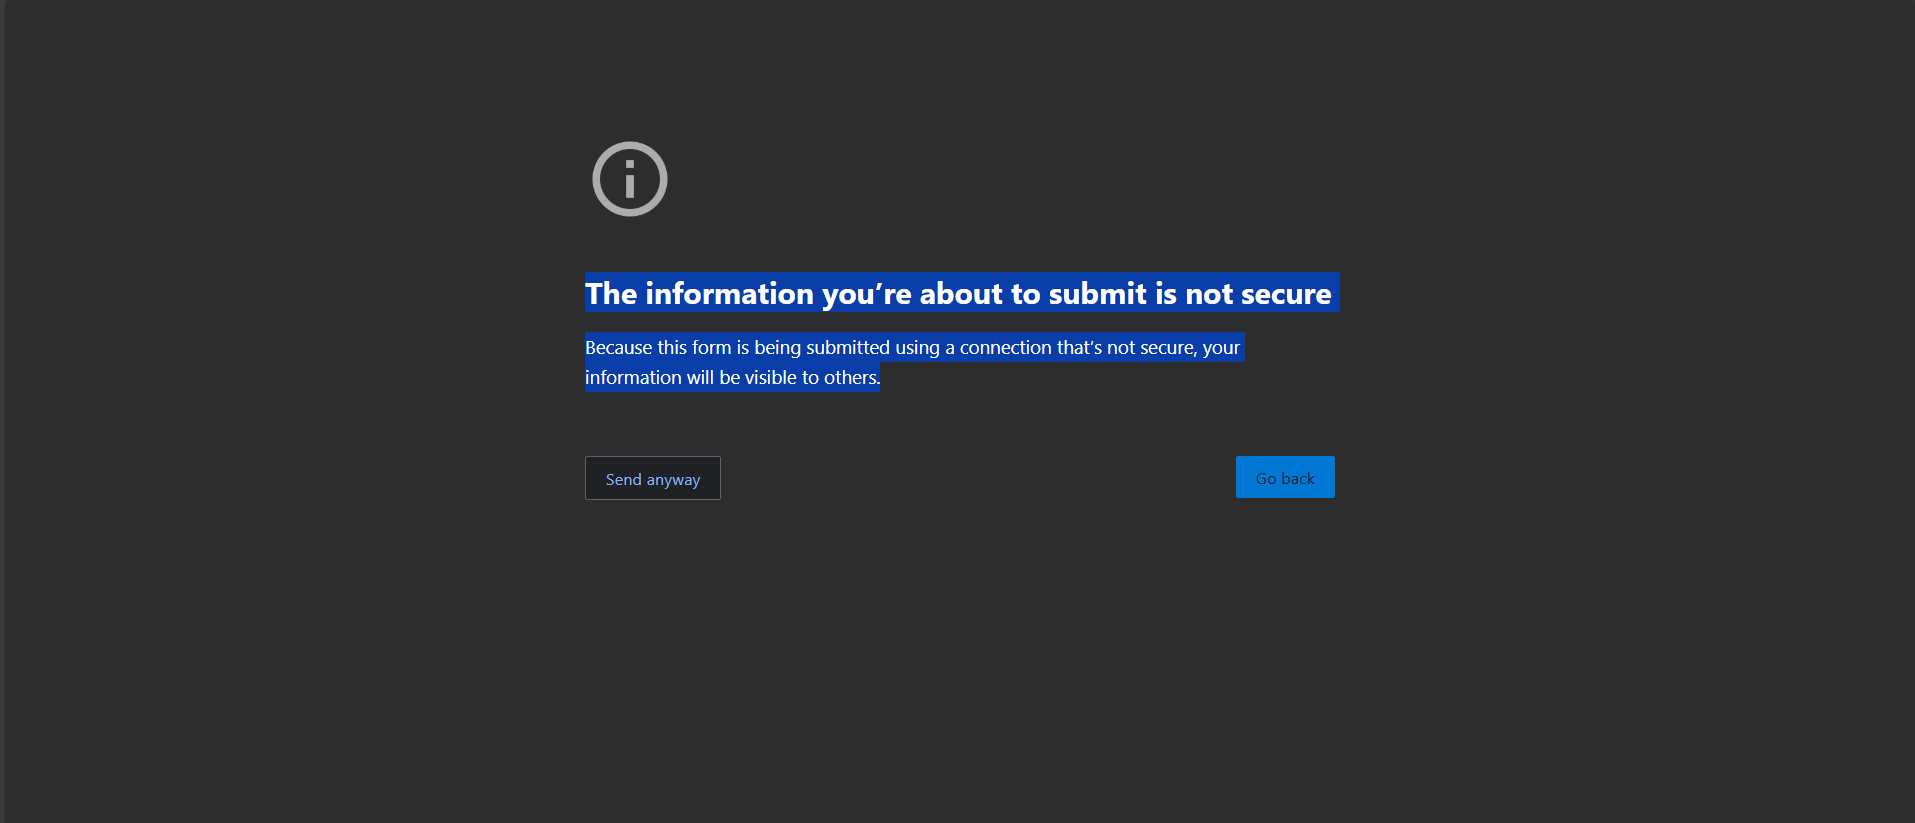 The information you’re about to submit is not secure
Because this form is being submitted using a connection that’s not secure, your
information will be visible to others.
Send anyway
Go back